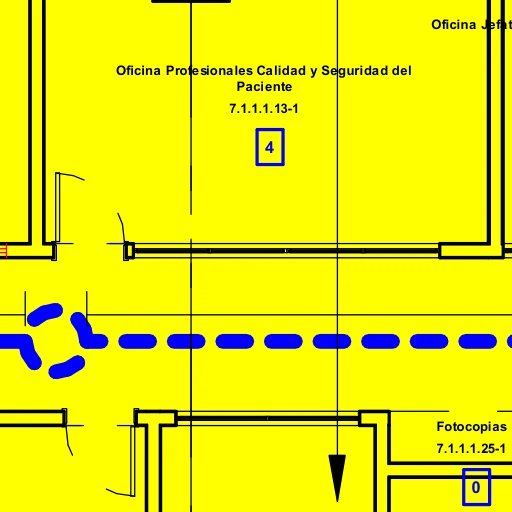 Oficina Jefat
Oficina Profesionales Calidad y Seguridad del
Paciente
7.1.1.1.13-1
4
Fotocopias
7.1.1.1.25-1
0